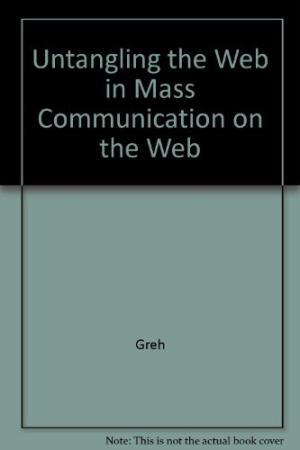 Untangling the Web
in Mass
Communication on
the Web
Greh
Note: This is not the actual book cover